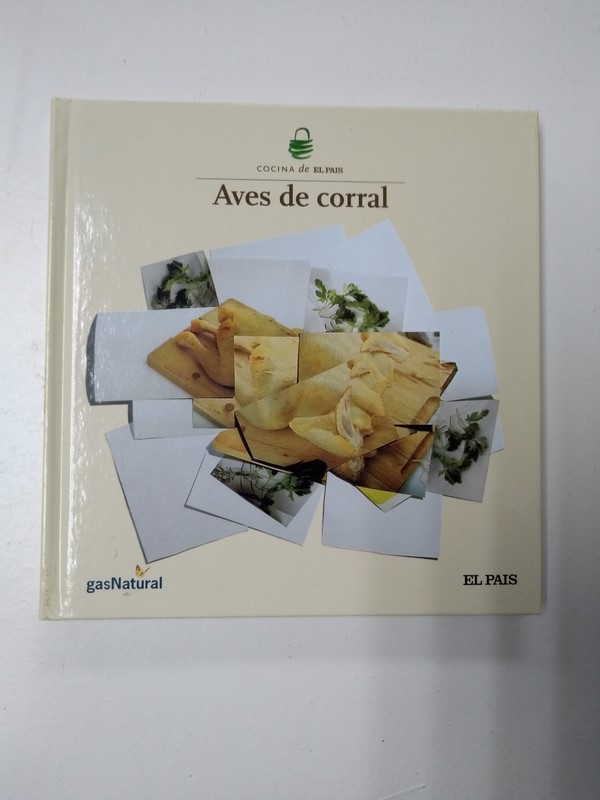 COCINA de EL PAIS
Aves de corral
gasNatural
EL PAIS